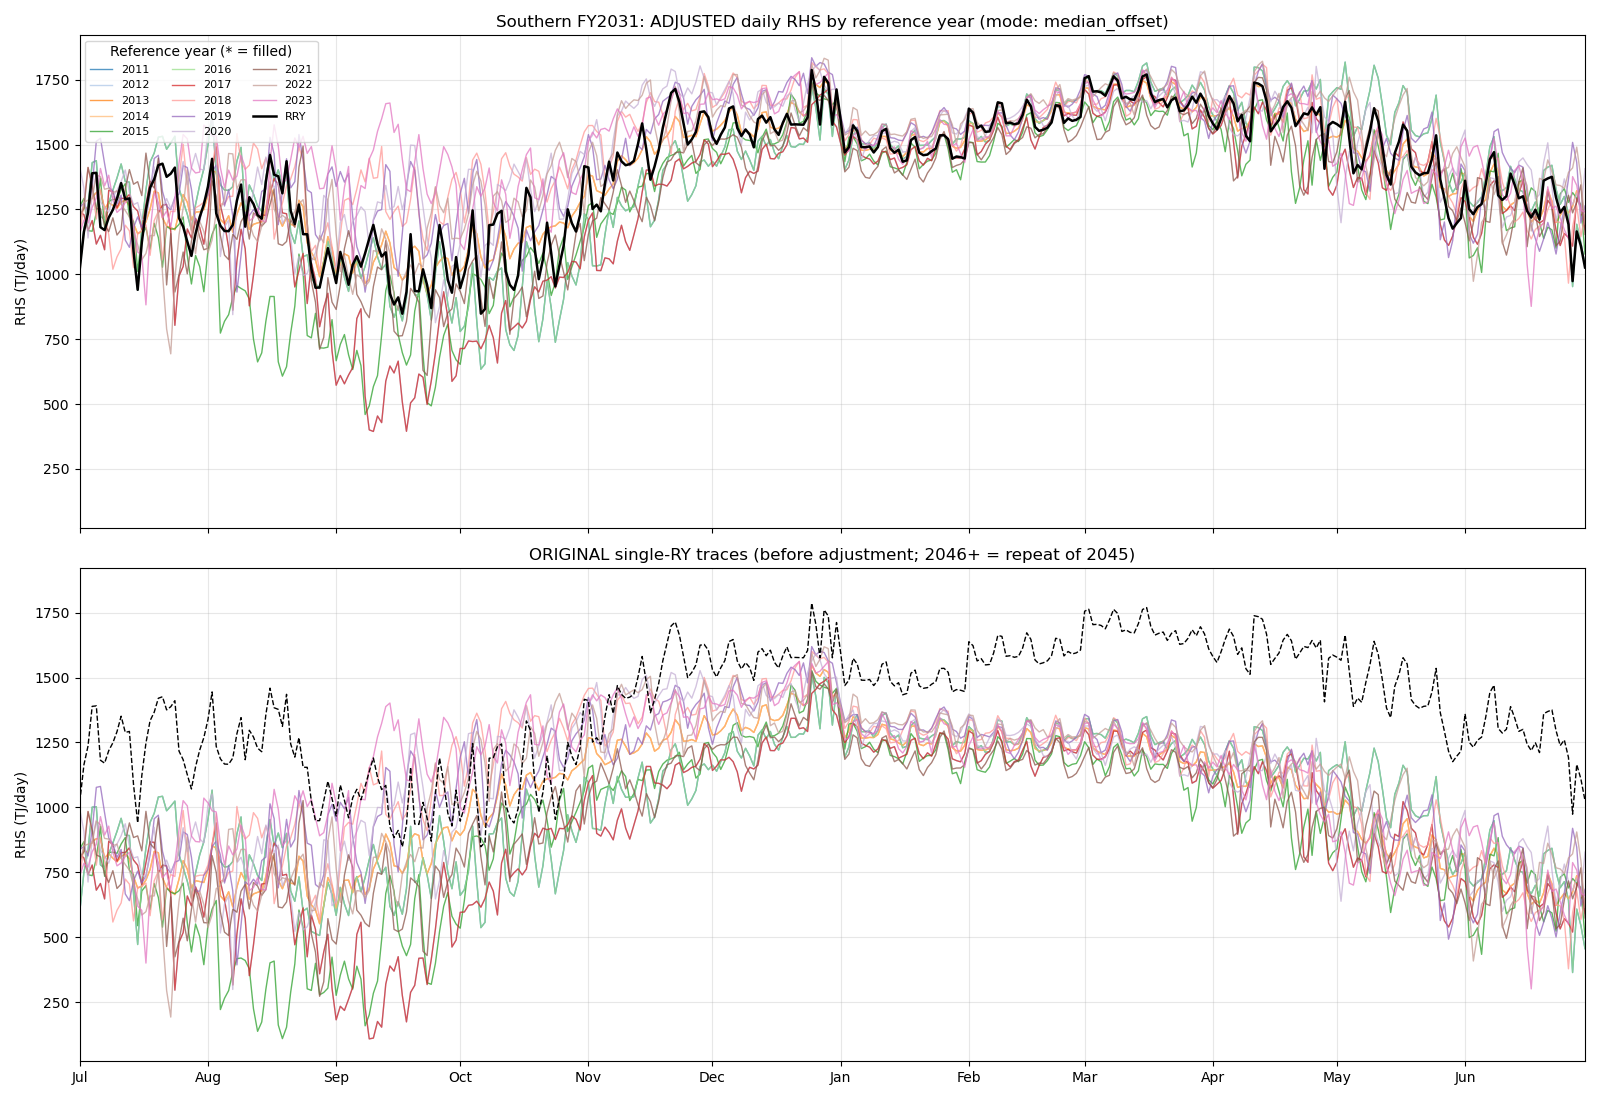 Southern FY2031: ADJUSTED daily RHS by reference year (mode: median_offset)
Reference year (* = filled)
2011 2016 2021
2012 2017 2022
2013 2018 2023
2014 2019 RRY
2015 2020
RHS (TJ/day)
1750
1500
1250
1000
750
500
250
ORIGINAL single-RY traces (before adjustment; 2046+ = repeat of 2045)
RHS (TJ/day)
1750
1500
1250
1000
750
500
250
Jul Aug Sep Oct Nov Dec Jan Feb Mar Apr May Jun